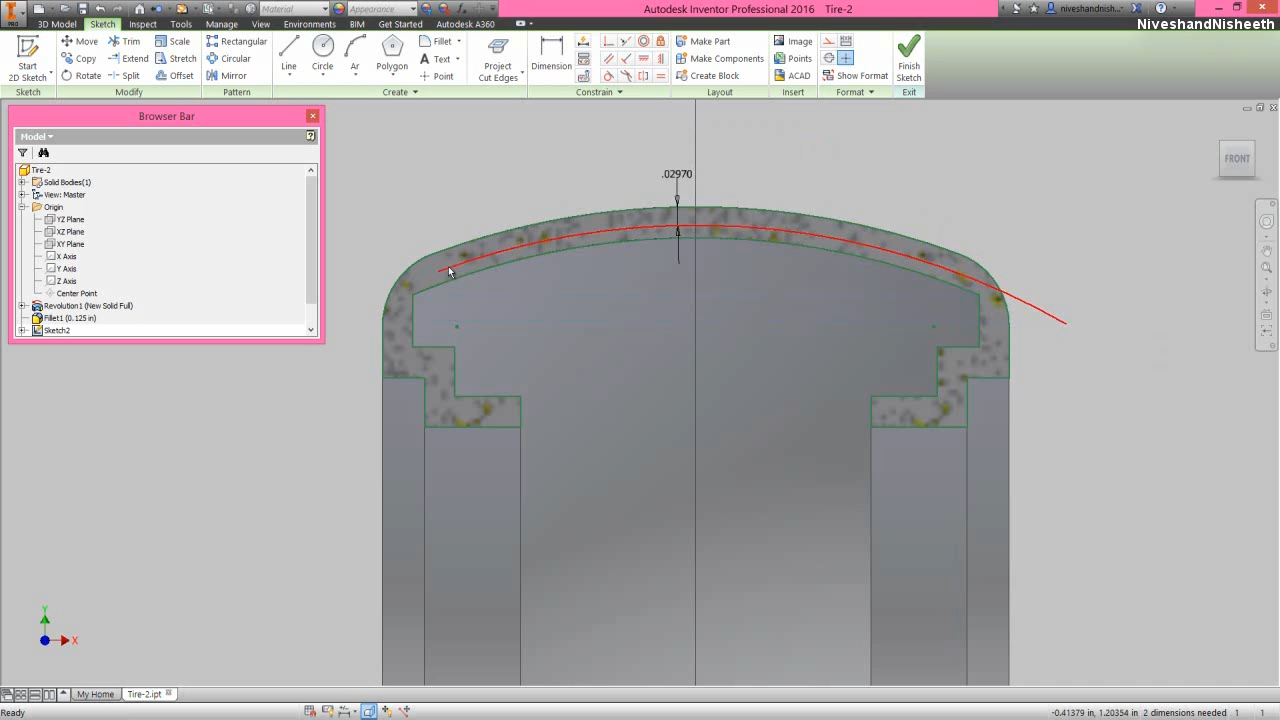 Material
Appearance
Autodesk Inventor Professional 2016 Tire-2
niveshandnish...
NiveshandNisheeth
PRO
3D Model Sketch Inspect Tools Manage View Environments BIM Get Started Autodesk A360
Start
2D Sketch
Move Trim Scale
Copy Stretch
Rotate Split Offset
Rectangular
Circular
Mirror
Line
Circle
Ar
Polygon
Fillet
Text
Point
Project
Cut Edges
Dimension
Make Part
Make Components
Create Block
Image
Points
ACAD
Show Format
Finish
Sketch
Sketch Modify Pattern Create Constrain Layout Insert Format Exit
Browser Bar
Model
Tire-2
Solid Bodies(1)
View: Master
Origin
YZ Plane
XZ Plane
XY Plane
X Axis
Y Axis
Z Axis
Center Point
Revolution1 (New Solid Full)
Fillet1 (0.125 in)
Sketch2
.02970
FRONT
Y
X
My Home Tire-2.ipt
Ready
-0.41379 in, 1.20354 in 2 dimensions needed 1 1